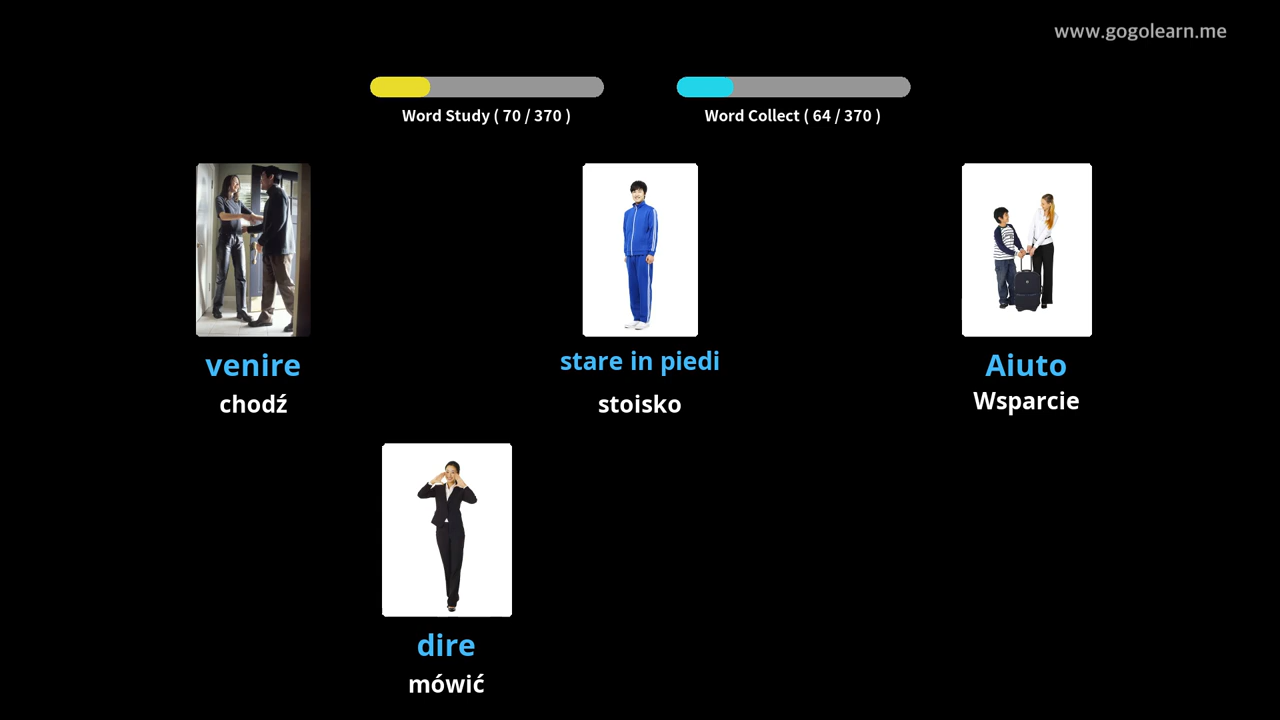 www.gogolearn.me
Word Study ( 70 / 370 )
Word Collect ( 64 / 370 )
venire
chodź
stare in piedi
stoisko
Aiuto
Wsparcie
dire
mówić